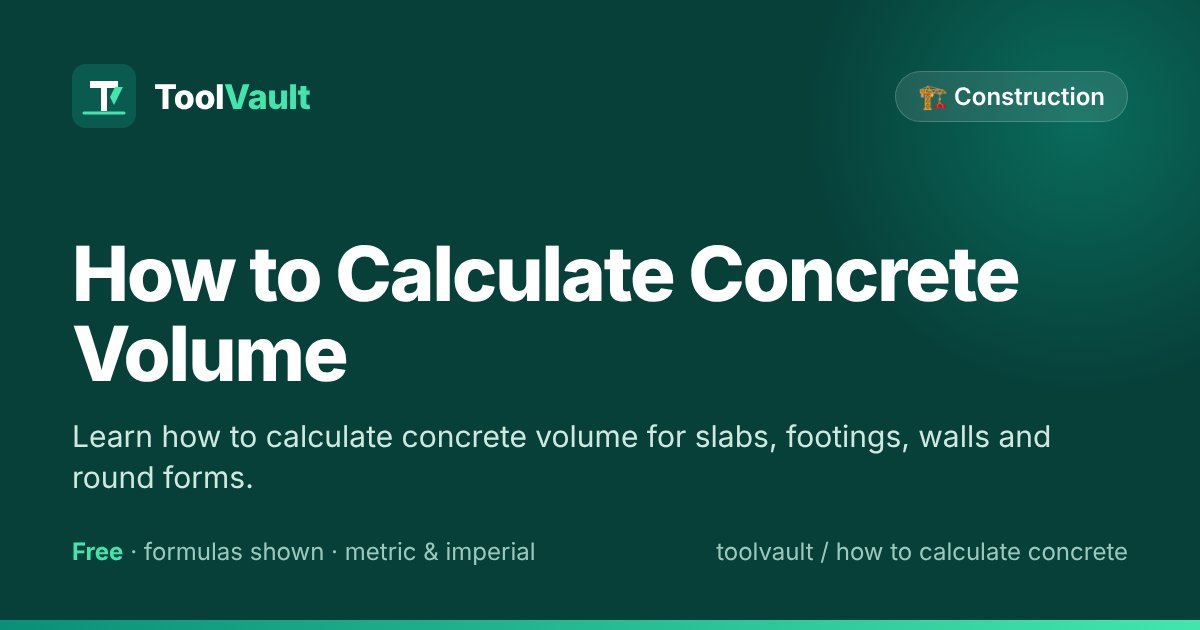 ToolVault
🏗️ Construction
How to Calculate Concrete
Volume
Learn how to calculate concrete volume for slabs, footings, walls and
round forms.
Free · formulas shown · metric & imperial
toolvault / how to calculate concrete